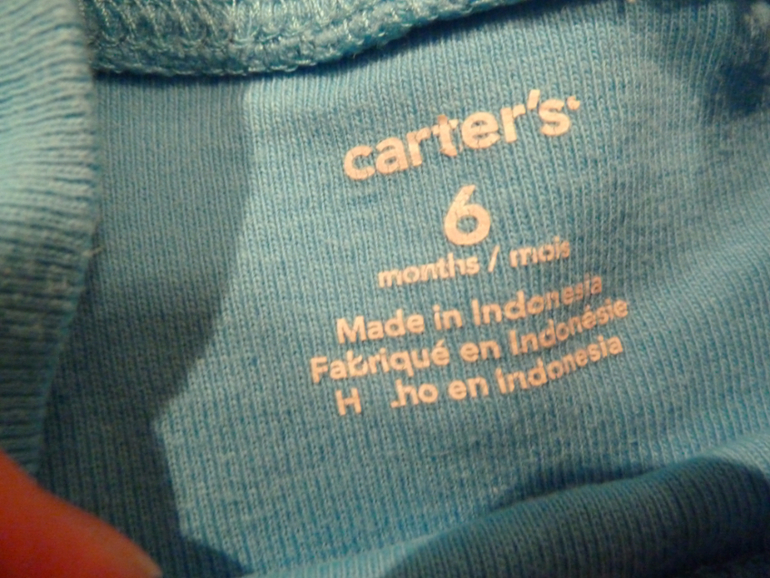 carter's
6
months / mois
Made in Indonesia
Fabriqué en Indonésie
en Indonesia